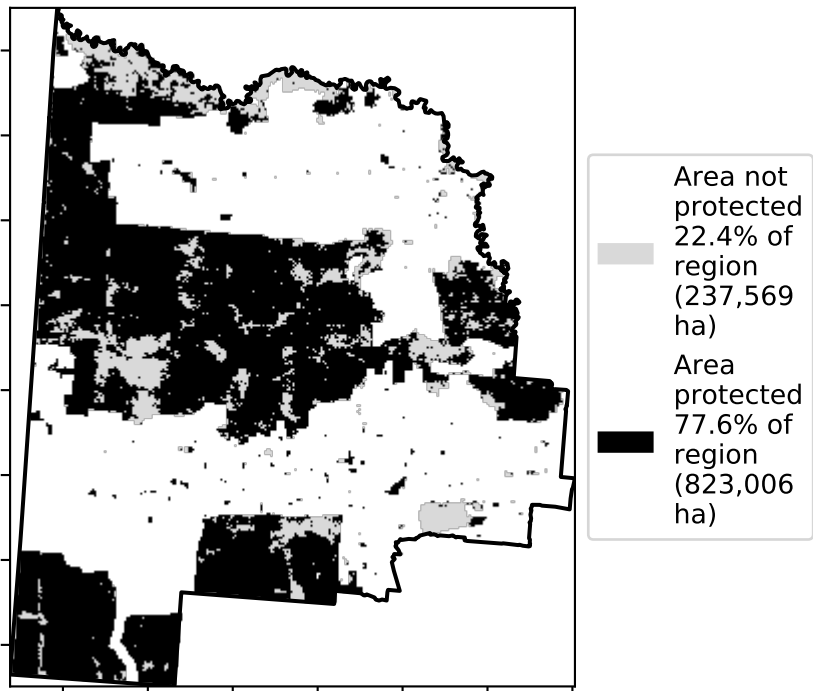 Area not
protected
22.4% of
region
(237,569
ha)
Area
protected
77.6% of
region
(823,006
ha)